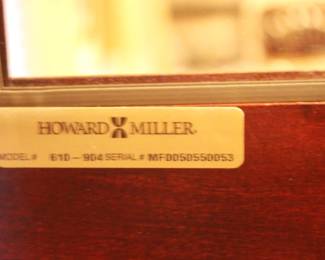 HOWARD MILLER.
MODEL# 610-904 SERIAL# MF0050550053